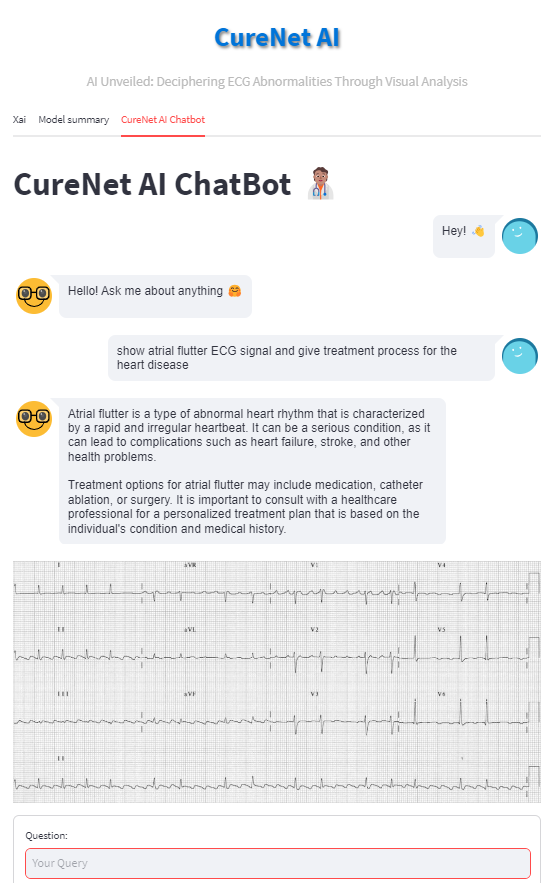 CureNet AI
AI Unveiled: Deciphering ECG Abnormalities Through Visual Analysis
Xai Model summary CureNet AI Chatbot
CureNet AI ChatBot
Hey! 👋
Hello! Ask me about anything 🤗
show atrial flutter ECG signal and give treatment process for the
heart disease
Atrial flutter is a type of abnormal heart rhythm that is characterized
by a rapid and irregular heartbeat. It can be a serious condition, as it
can lead to complications such as heart failure, stroke, and other
health problems.
Treatment options for atrial flutter may include medication, catheter
ablation, or surgery. It is important to consult with a healthcare
professional for a personalized treatment plan that is based on the
individual's condition and medical history.
I aVR V1 V4
II aVL V2 V5
III aVF V3 V6
II
Question:
Your Query